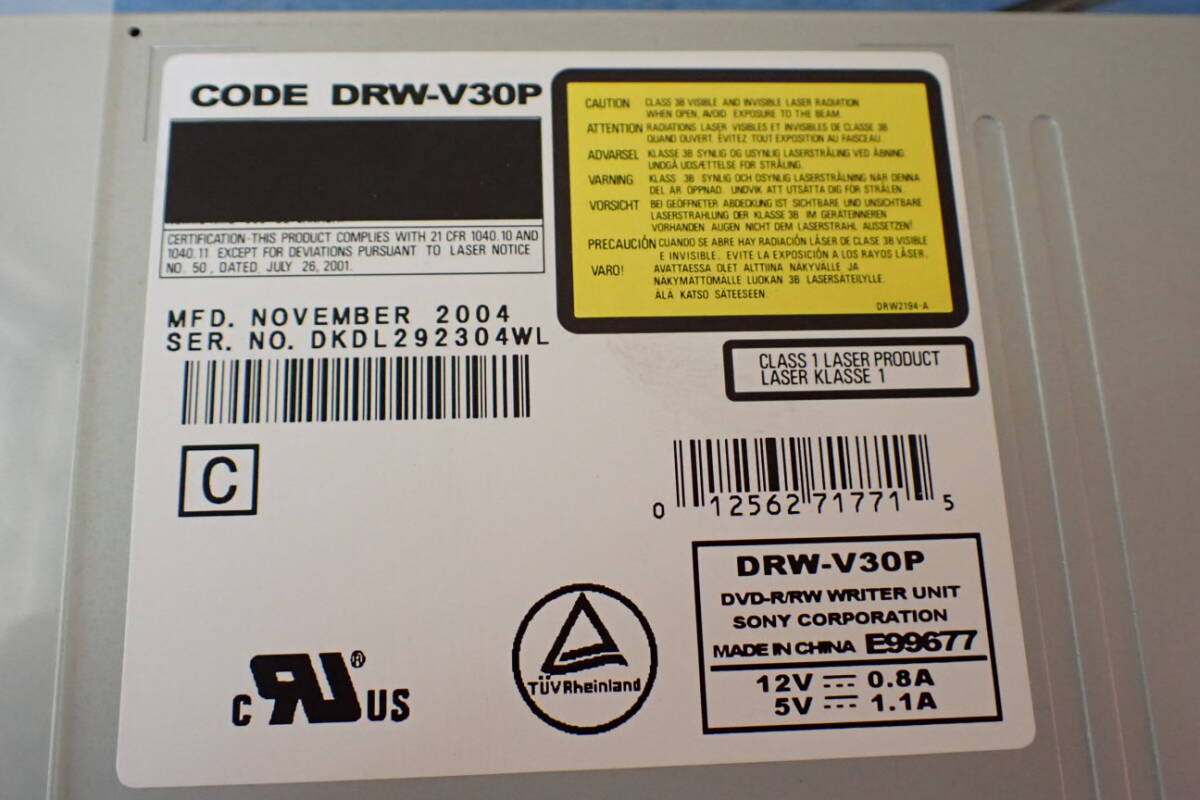 CODE DRW-V30P
CERTIFICATION-THIS PRODUCT COMPLIES WITH 21 CFR 1040.10 AND
1040.11 EXCEPT FOR DEVIATIONS PURSUANT TO LASER NOTICE
NO. 50, DATED JULY 26, 2001.
CAUTION CLASS 3B VISIBLE AND INVISIBLE LASER RADIATION
WHEN OPEN, AVOID EXPOSURE TO THE BEAM.
ATTENTION RADIATIONS LASER VISIBLES ET INVISIBLES DE CLASSE 3B
QUAND OUVERT. ÉVITEZ TOUT EXPOSITION AU FAISCEAU.
ADVARSEL KLASSE 3B SYNLIG OG USYNLIG LASERSTRÅLING VED ÅBNING.
UNDGÅ UDSÆTTELSE FOR STRÅLING.
VARNING KLASS 3B SYNLIG OCH OSYNLIG LASERSTRÅLNING NÄR DENNA
DEL ÄR ÖPPNAD. UNDVIK ATT UTSÄTTA DIG FÖR STRÅLEN.
VORSICHT BEI GEÖFFNETER ABDECKUNG IST SICHTBARE UND UNSICHTBARE
LASERSTRAHLUNG DER KLASSE 3B IM GERÄTEINNEREN
VORHANDEN. AUGEN NICHT DEM LASERSTRAHL AUSSETZEN!
PRECAUCIÓN CUANDO SE ABRE HAY RADIACIÓN LÁSER DE CLASE 3B VISIBLE
E INVISIBLE. EVITE LA EXPOSICIÓN A LOS RAYOS LÁSER.
VARO! AVATTAESSA OLET ALTTIINA NÄKYVÄLLE JA
NÄKYMÄTTÖMÄLLE LUOKAN 3B LASERSÄTEILYLLE.
ÄLÄ KATSO SÄTEESEEN.
DRW2194-A
MFD. NOVEMBER 2004
SER. NO. DKDL292304WL
CLASS 1 LASER PRODUCT
LASER KLASSE 1
C
0 12562 71771 5
DRW-V30P
DVD-R/RW WRITER UNIT
SONY CORPORATION
MADE IN CHINA E99677
12V ⎓ 0.8A
5V ⎓ 1.1A
TÜVRheinland
C RU® US